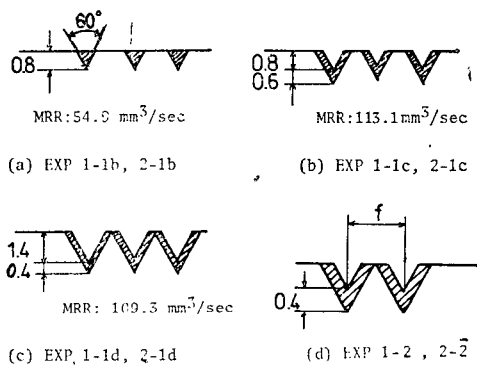 60°
0.8
MRR:54.9 mm³/sec
(a) EXP 1-1b, 2-1b
0.8
0.6
MRR:113.1mm³/sec
(b) EXP 1-1c, 2-1c
1.4
0.4
MRR: 109.3 mm³/sec
(c) EXP 1-1d, 2-1d
f
0.4
(d) EXP 1-2 , 2-2